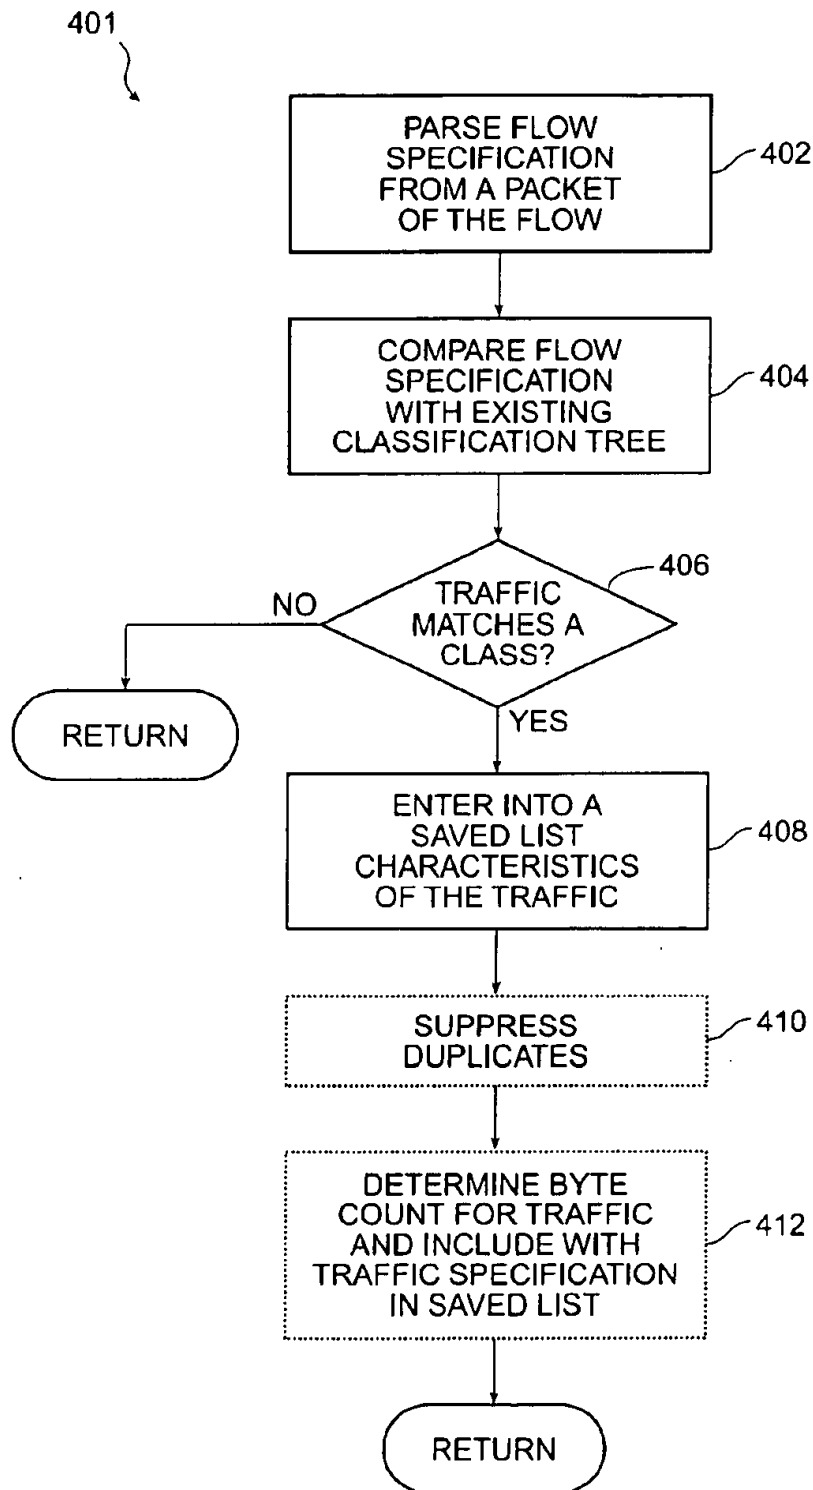 401
PARSE FLOW
SPECIFICATION
FROM A PACKET
OF THE FLOW
402
COMPARE FLOW
SPECIFICATION
WITH EXISTING
CLASSIFICATION TREE
404
TRAFFIC
MATCHES A
CLASS?
406
NO
RETURN
YES
ENTER INTO A
SAVED LIST
CHARACTERISTICS
OF THE TRAFFIC
408
SUPPRESS
DUPLICATES
410
DETERMINE BYTE
COUNT FOR TRAFFIC
AND INCLUDE WITH
TRAFFIC SPECIFICATION
IN SAVED LIST
412
RETURN